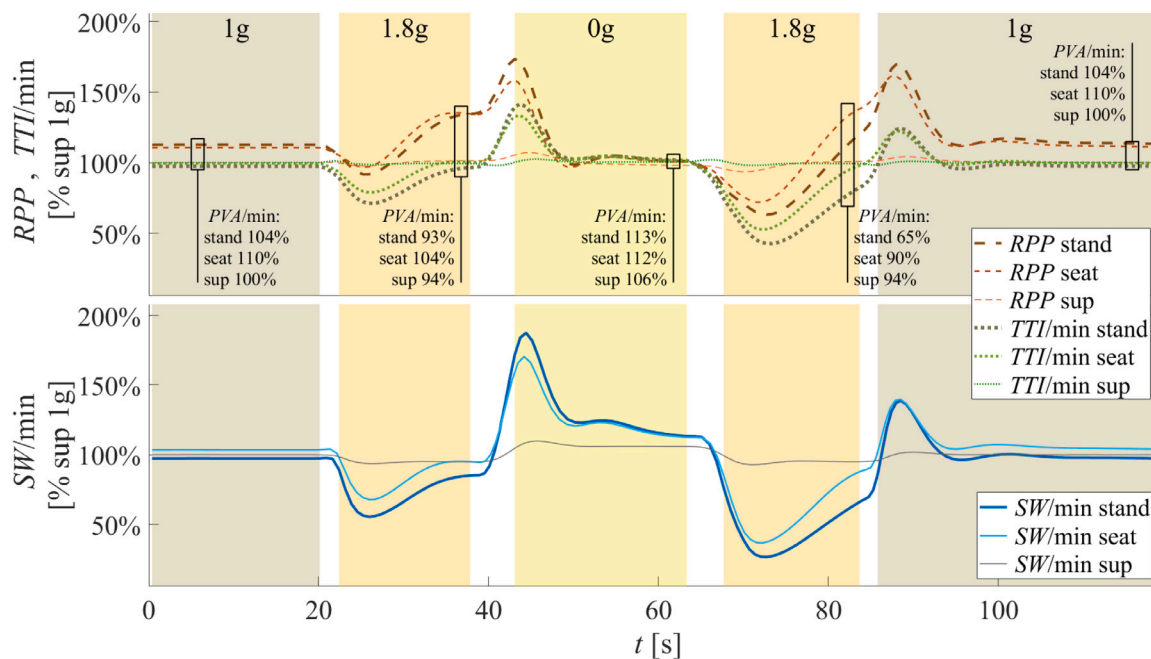 1g
1.8g
0g
1.8g
1g
200%
150%
100%
50%
RPP , TTI/min
[% sup 1g]
PVA/min:
stand 104%
seat 110%
sup 100%
PVA/min:
stand 93%
seat 104%
sup 94%
PVA/min:
stand 113%
seat 112%
sup 106%
PVA/min:
stand 65%
seat 90%
sup 94%
PVA/min:
stand 104%
seat 110%
sup 100%
RPP stand
RPP seat
RPP sup
TTI/min stand
TTI/min seat
TTI/min sup
200%
150%
100%
50%
SW/min
[% sup 1g]
SW/min stand
SW/min seat
SW/min sup
0
20
40
60
80
100
t [s]